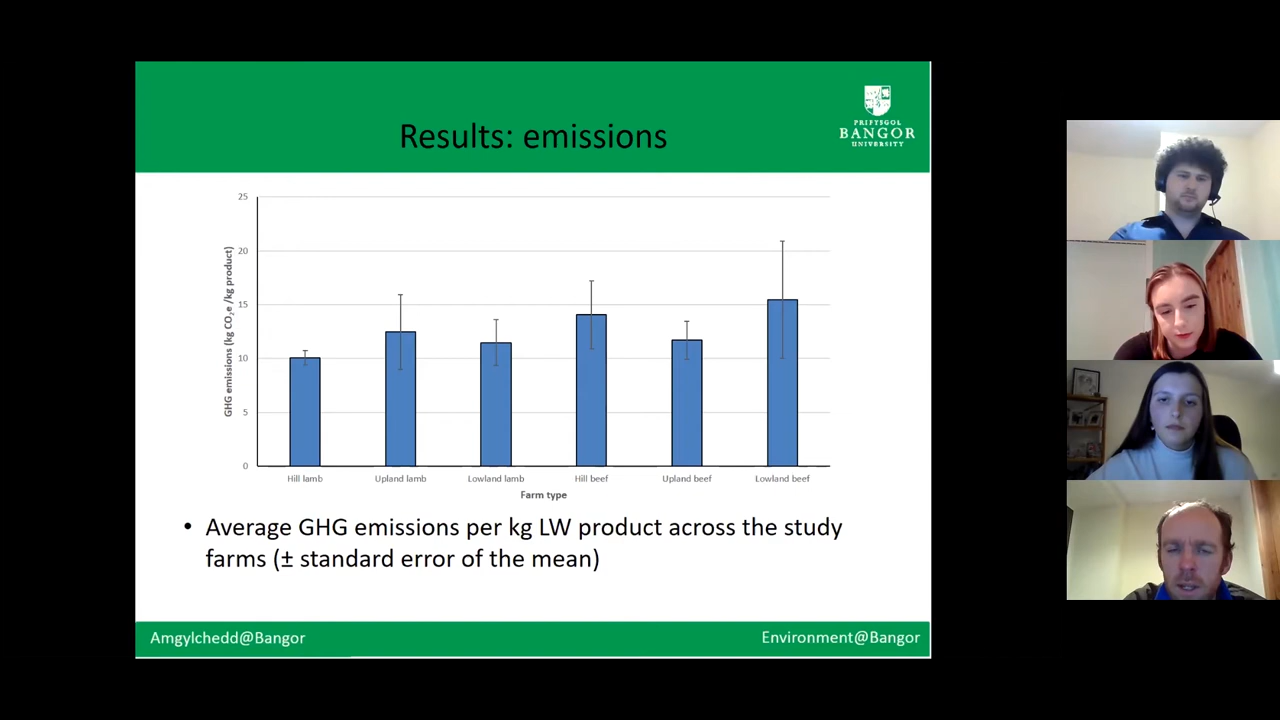 Results: emissions
PRIFYSGOL
BANGOR
UNIVERSITY
25
20
15
10
5
0
GHG emissions (kg CO₂e /kg product)
Hill lamb Upland lamb Lowland lamb Hill beef Upland beef Lowland beef
Farm type
• Average GHG emissions per kg LW product across the study
farms (± standard error of the mean)
Amgylchedd@Bangor Environment@Bangor